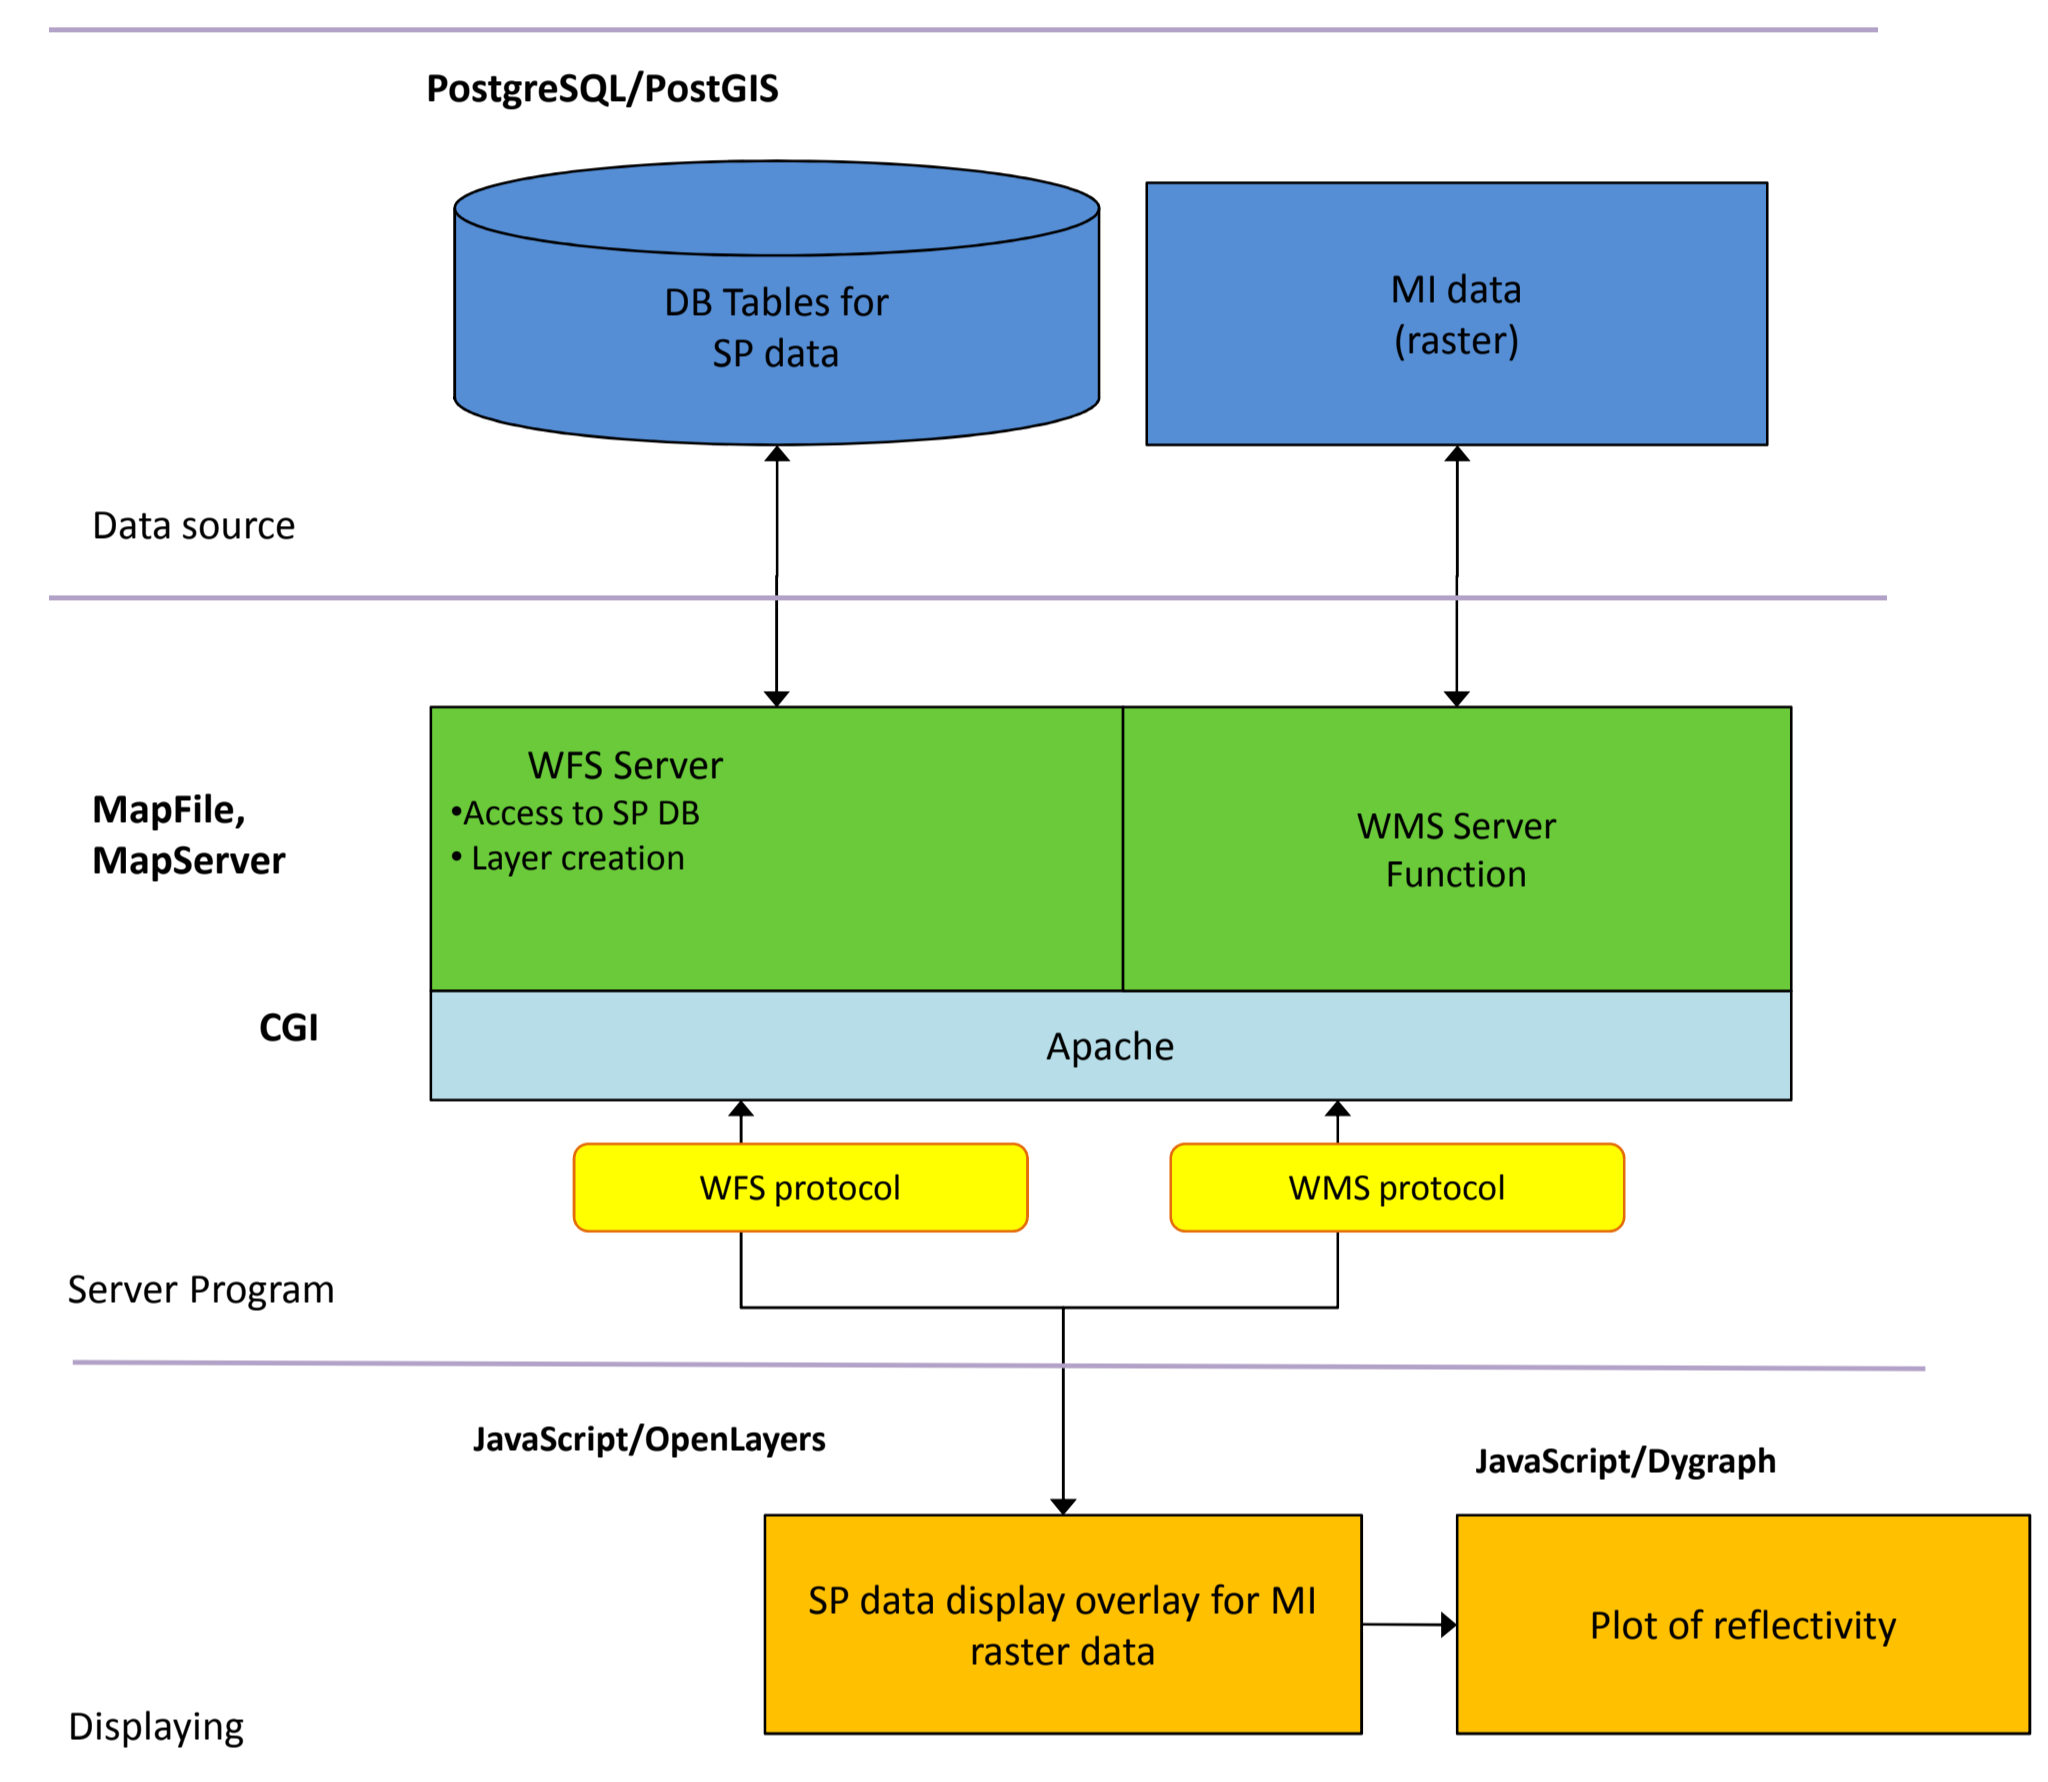 PostgreSQL/PostGIS
DB Tables for
SP data
MI data
(raster)
Data source
MapFile,
MapServer
WFS Server
•Access to SP DB
• Layer creation
WMS Server
Function
CGI
Apache
WFS protocol
WMS protocol
Server Program
JavaScript/OpenLayers
JavaScript/Dygraph
SP data display overlay for MI
raster data
Plot of reflectivity
Displaying